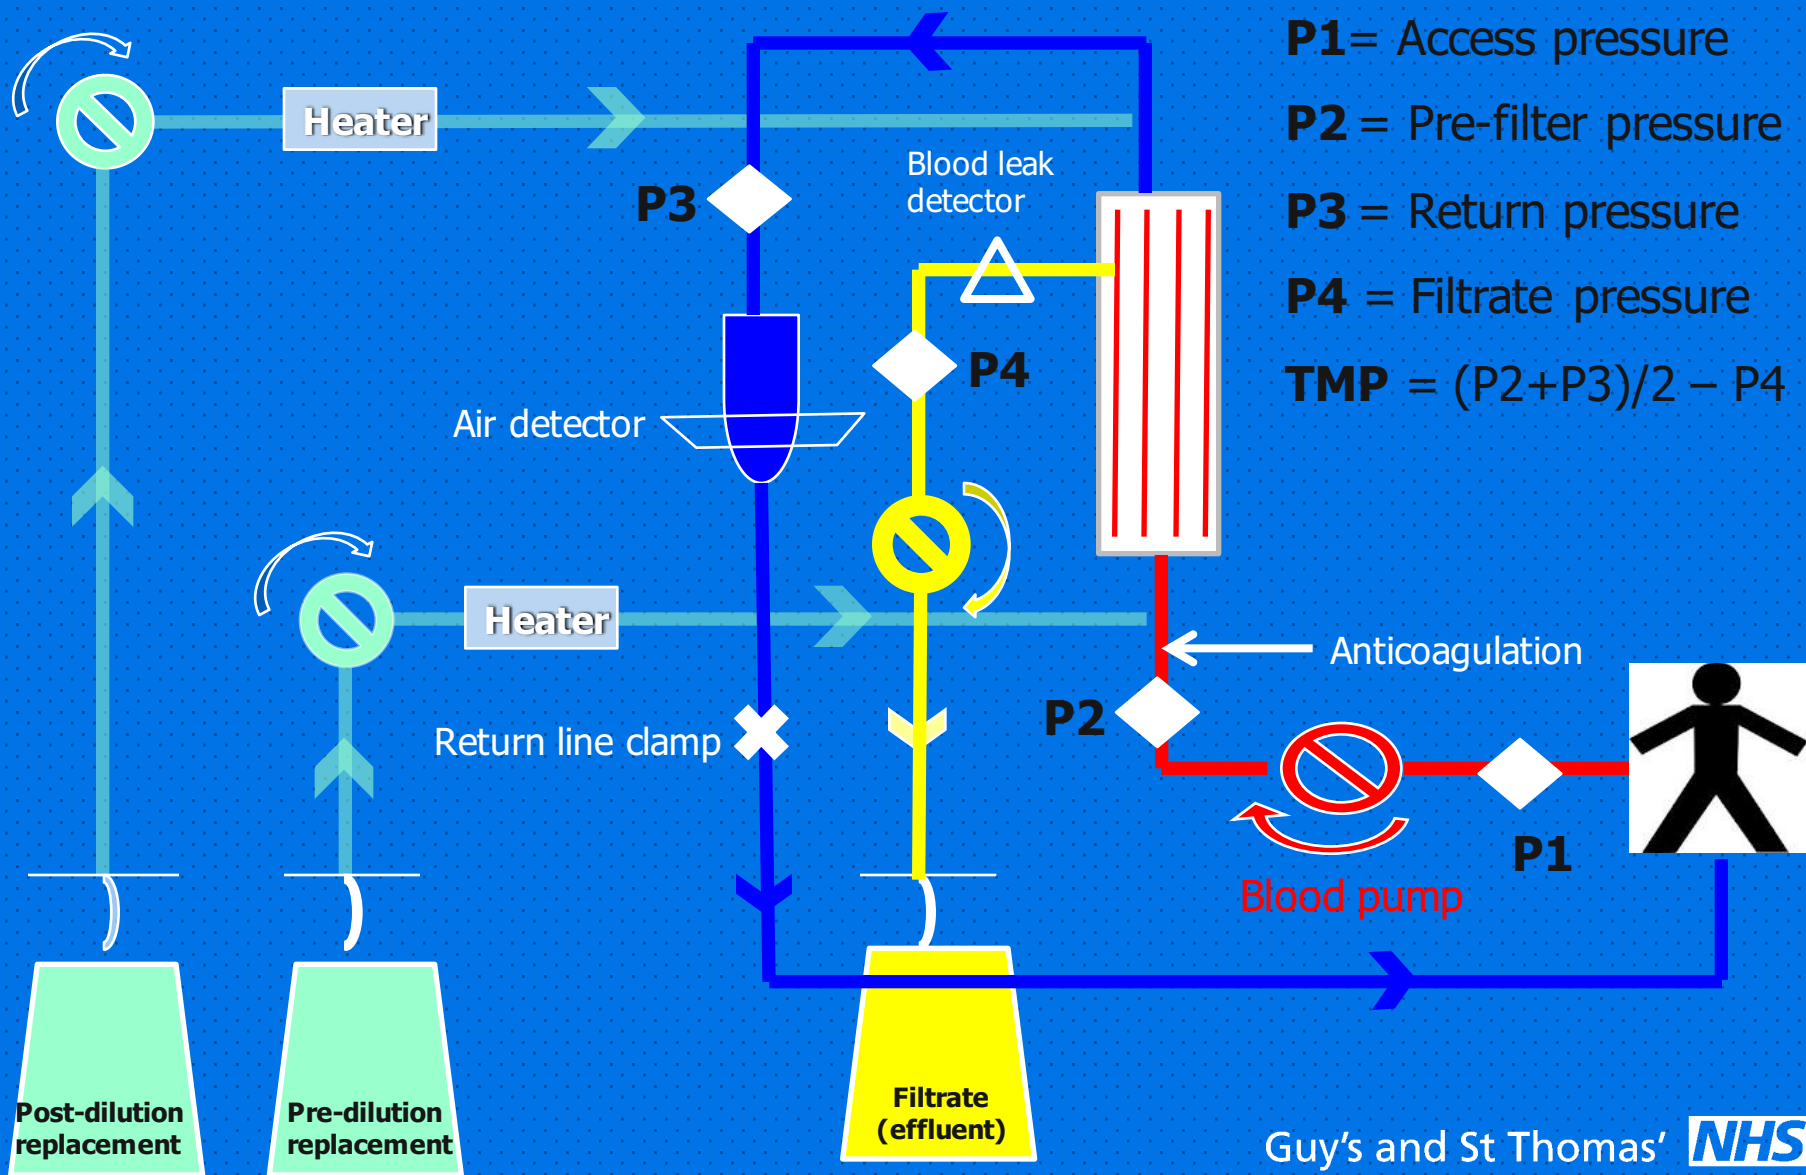 P1= Access pressure
P2 = Pre-filter pressure
P3 = Return pressure
P4 = Filtrate pressure
TMP = (P2+P3)/2 – P4
Heater
Blood leak
detector
P3
P4
Air detector
Heater
Anticoagulation
P2
Return line clamp
P1
Blood pump
Post-dilution
replacement
Pre-dilution
replacement
Filtrate
(effluent)
Guy's and St Thomas' NHS